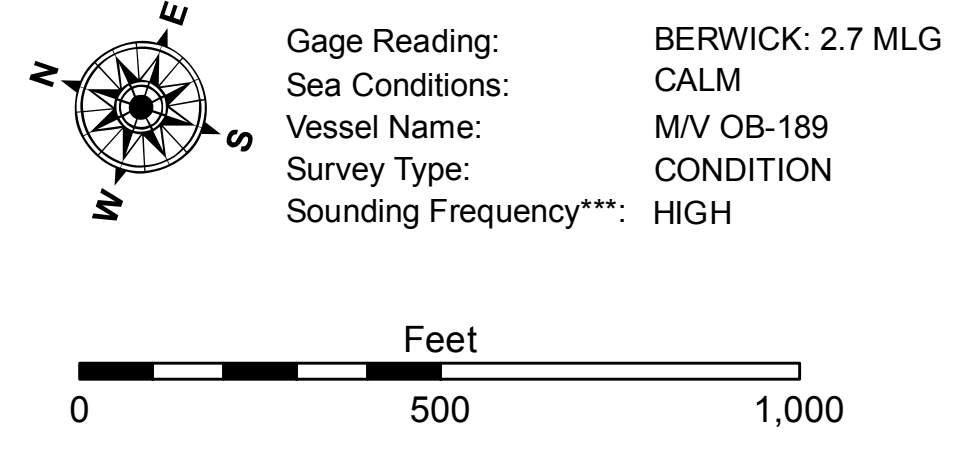 E
N
S
W
Gage Reading: BERWICK: 2.7 MLG
Sea Conditions: CALM
Vessel Name: M/V OB-189
Survey Type: CONDITION
Sounding Frequency***: HIGH
Feet
0 500 1,000